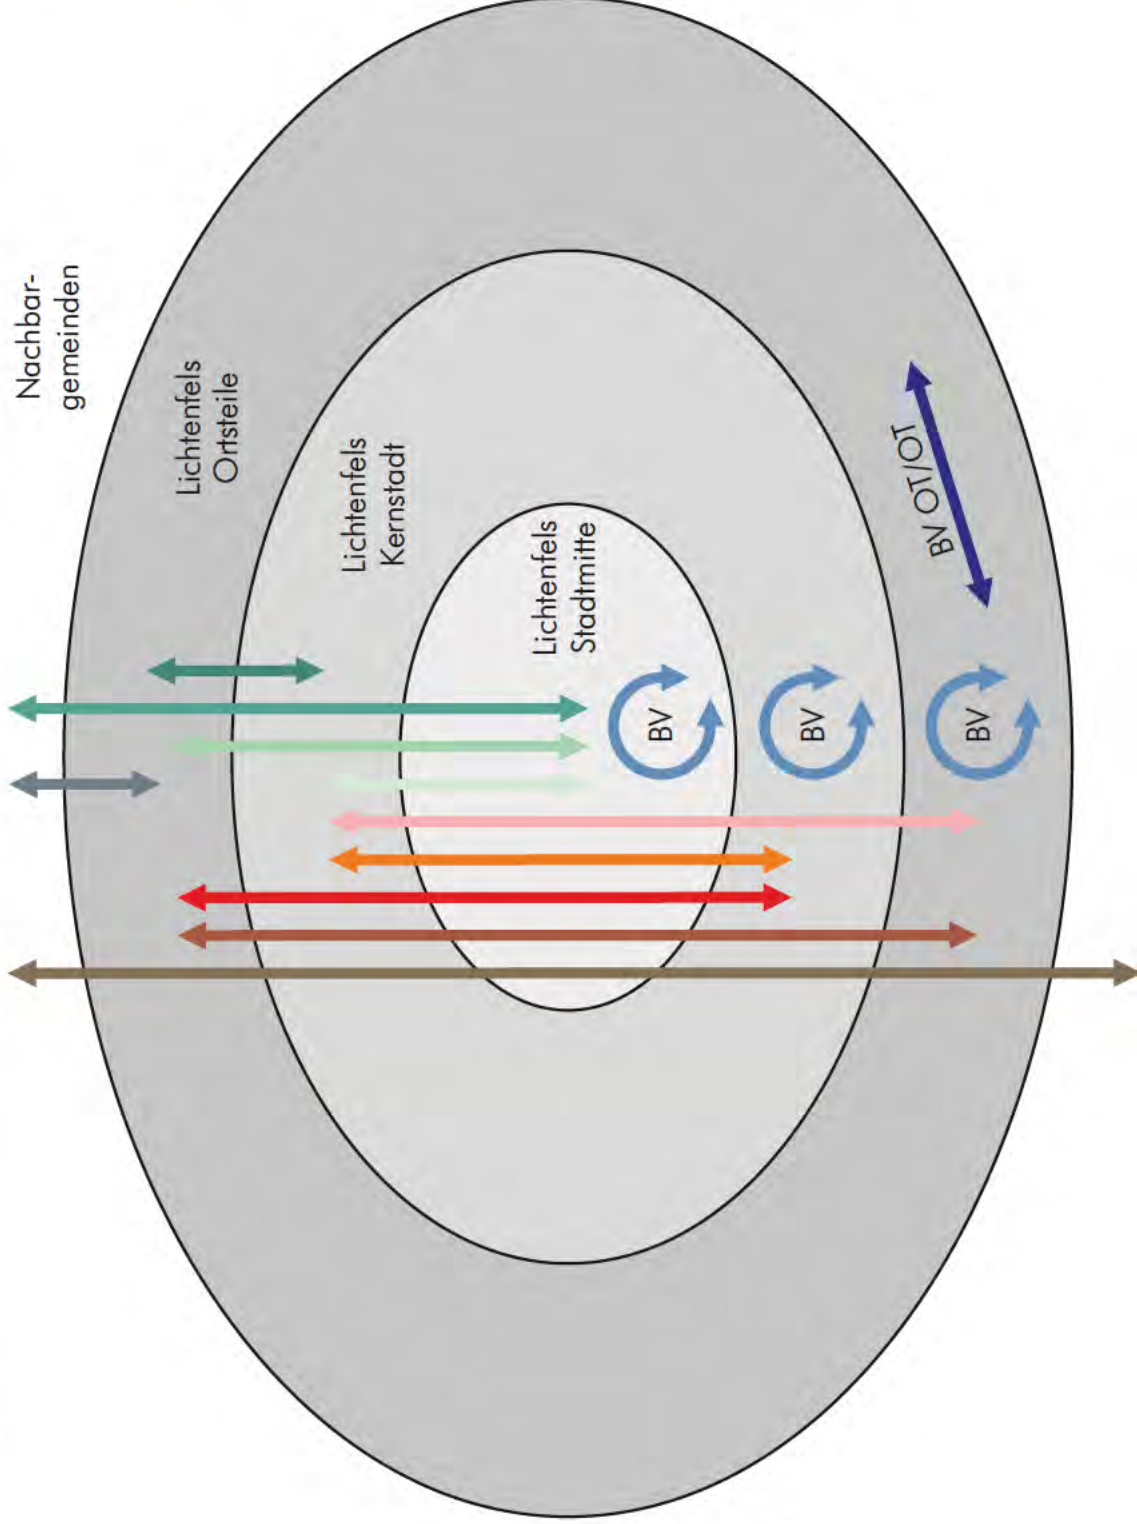 Nachbar-
gemeinden
Lichtenfels
Ortsteile
Lichtenfels
Kernstadt
Lichtenfels
Stadtmitte
BV
BV
BV
BV OT/OT